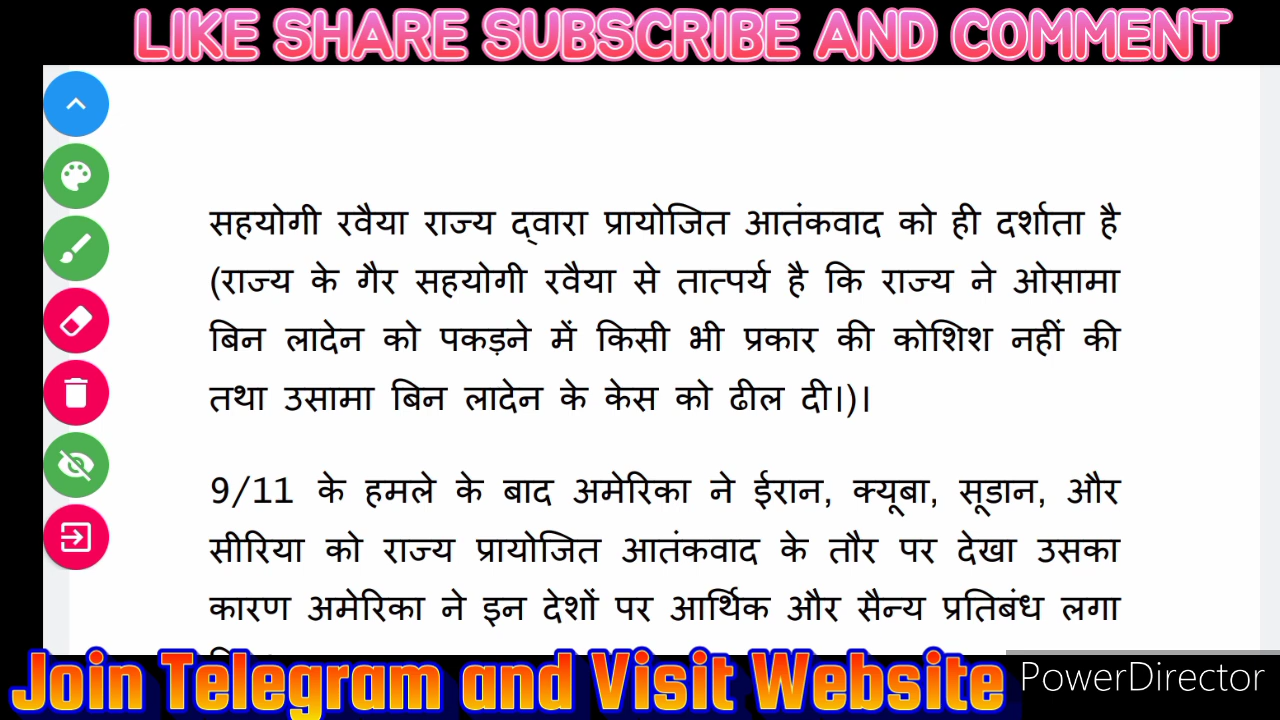 LIKE SHARE SUBSCRIBE AND COMMENT
सहयोगी रवैया राज्य द्वारा प्रायोजित आतंकवाद को ही दर्शाता है
(राज्य के गैर सहयोगी रवैया से तात्पर्य है कि राज्य ने ओसामा
बिन लादेन को पकड़ने में किसी भी प्रकार की कोशिश नहीं की
तथा उसामा बिन लादेन के केस को ढील दी।)।
9/11 के हमले के बाद अमेरिका ने ईरान, क्यूबा, सूडान, और
सीरिया को राज्य प्रायोजित आतंकवाद के तौर पर देखा उसका
कारण अमेरिका ने इन देशों पर आर्थिक और सैन्य प्रतिबंध लगा
Join Telegram and Visit Website
PowerDirector